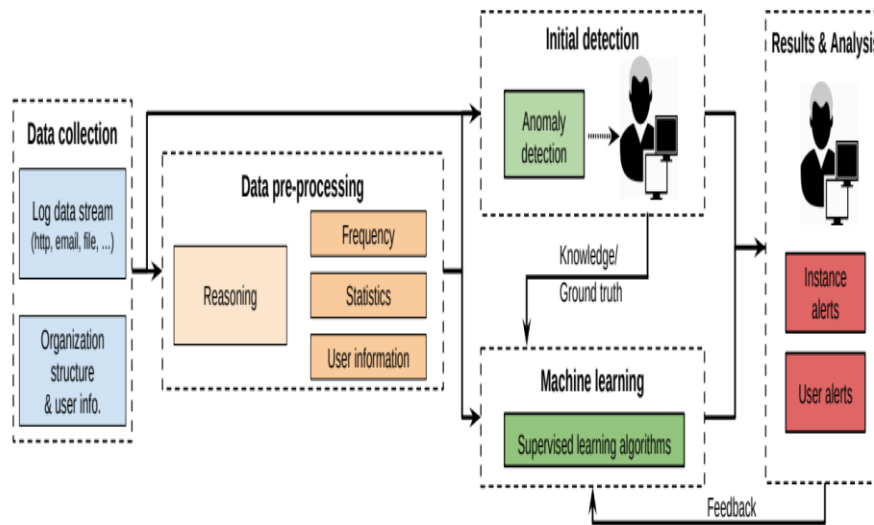 Data collection
Log data stream
(http, email, file, ...)
Organization
structure
& user info.
Data pre-processing
Reasoning
Frequency
Statistics
User information
Initial detection
Anomaly
detection
Knowledge/
Ground truth
Machine learning
Supervised learning algorithms
Results & Analysis
Instance
alerts
User alerts
Feedback